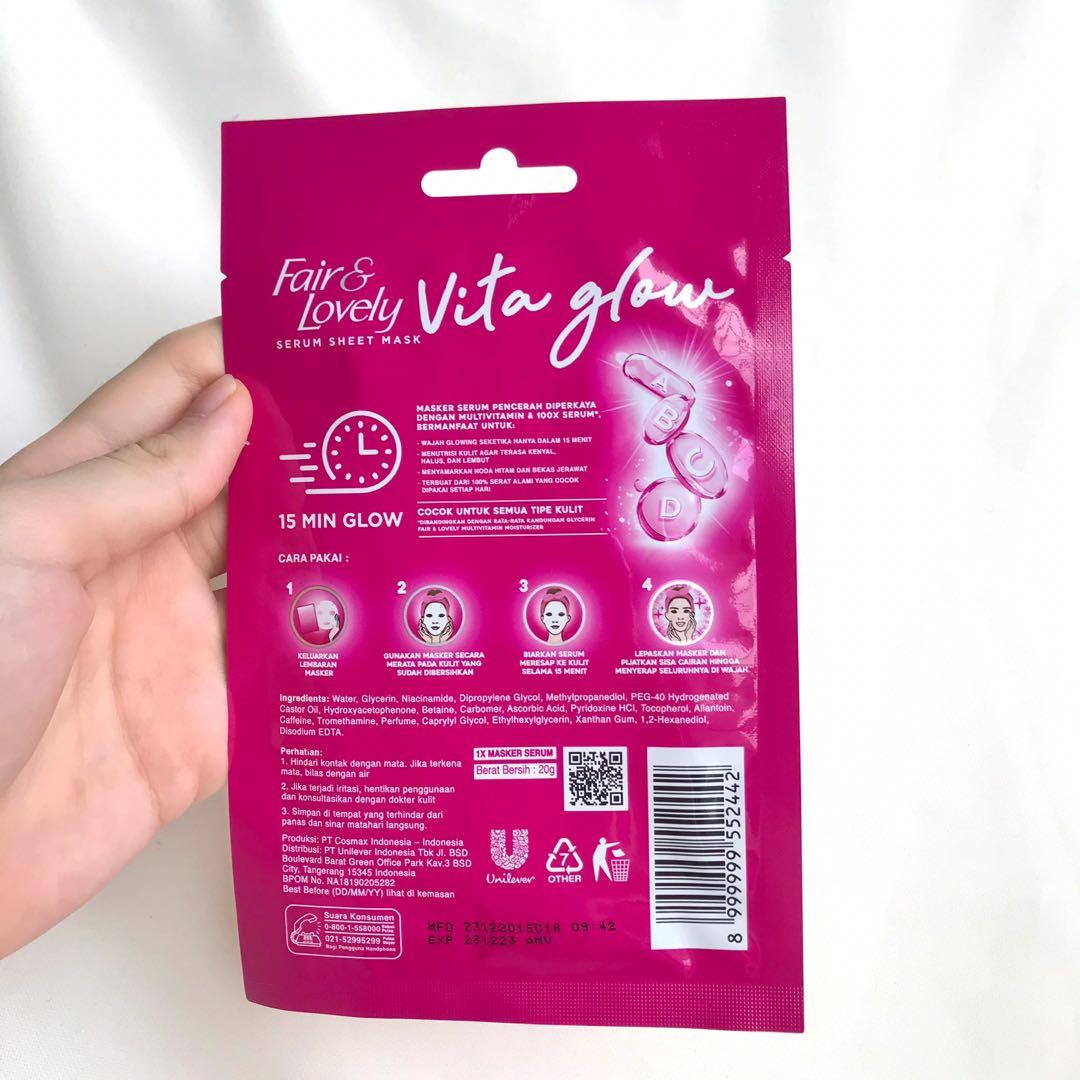 Fair &
Lovely
Vita glow
SERUM SHEET MASK
MASKER SERUM PENCERAH DIPERKAYA
DENGAN MULTIVITAMIN & 100X SERUM*,
BERMANFAAT UNTUK:
- WAJAH GLOWING SEKETIKA HANYA DALAM 15 MENIT
- MENUTRISI KULIT AGAR TERASA KENYAL,
HALUS, DAN LEMBUT
- MENYAMARKAN NODA HITAM DAN BEKAS JERAWAT
- TERBUAT DARI 100% SERAT ALAMI YANG COCOK
DIPAKAI SETIAP HARI
COCOK UNTUK SEMUA TIPE KULIT
*DIBANDINGKAN DENGAN RATA-RATA KANDUNGAN GLYCERIN
FAIR & LOVELY MULTIVITAMIN MOISTURIZER
15 MIN GLOW
A
B
C
D
CARA PAKAI :
1
KELUARKAN
LEMBARAN
MASKER
2
GUNAKAN MASKER SECARA
MERATA PADA KULIT YANG
SUDAH DIBERSIHKAN
3
BIARKAN SERUM
MERESAP KE KULIT
SELAMA 15 MENIT
4
LEPASKAN MASKER DAN
PIJATKAN SISA CAIRAN HINGGA
MENYERAP SELURUHNYA DI WAJAH
Ingredients: Water, Glycerin, Niacinamide, Dipropylene Glycol, Methylpropanediol, PEG-40 Hydrogenated
Castor Oil, Hydroxyacetophenone, Betaine, Carbomer, Ascorbic Acid, Pyridoxine HCl, Tocopherol, Allantoin,
Caffeine, Tromethamine, Perfume, Caprylyl Glycol, Ethylhexylglycerin, Xanthan Gum, 1,2-Hexanediol,
Disodium EDTA.
Perhatian:
1. Hindari kontak dengan mata. Jika terkena
mata, bilas dengan air
2. Jika terjadi iritasi, hentikan penggunaan
dan konsultasikan dengan dokter kulit
3. Simpan di tempat yang terhindar dari
panas dan sinar matahari langsung.
Produksi: PT Cosmax Indonesia – Indonesia
Distribusi: PT Unilever Indonesia Tbk Jl. BSD
Boulevard Barat Green Office Park Kav.3 BSD
City, Tangerang 15345 Indonesia
BPOM No. NA18190205282
Best Before (DD/MM/YY) lihat di kemasan
1X MASKER SERUM
Berat Bersih : 20g
Unilever
7
OTHER
8 999999 552442
Suara Konsumen
0-800-1-558000 Bebas Pulsa
021-52995299 Pulsa Bayar
Bagi Pengguna Handphone
MFD 23122015C18 09:42
EXP 231223 AMV